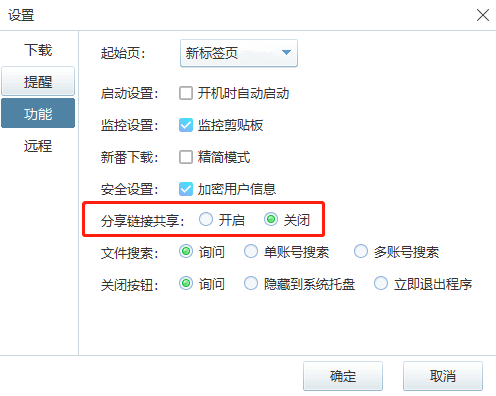 设置
下载
提醒
功能
远程
起始页： 新标签页
启动设置： 开机时自动启动
监控设置： 监控剪贴板
新番下载： 精简模式
安全设置： 加密用户信息
分享链接共享： 开启 关闭
文件搜索： 询问 单账号搜索 多账号搜索
关闭按钮： 询问 隐藏到系统托盘 立即退出程序
确定 取消